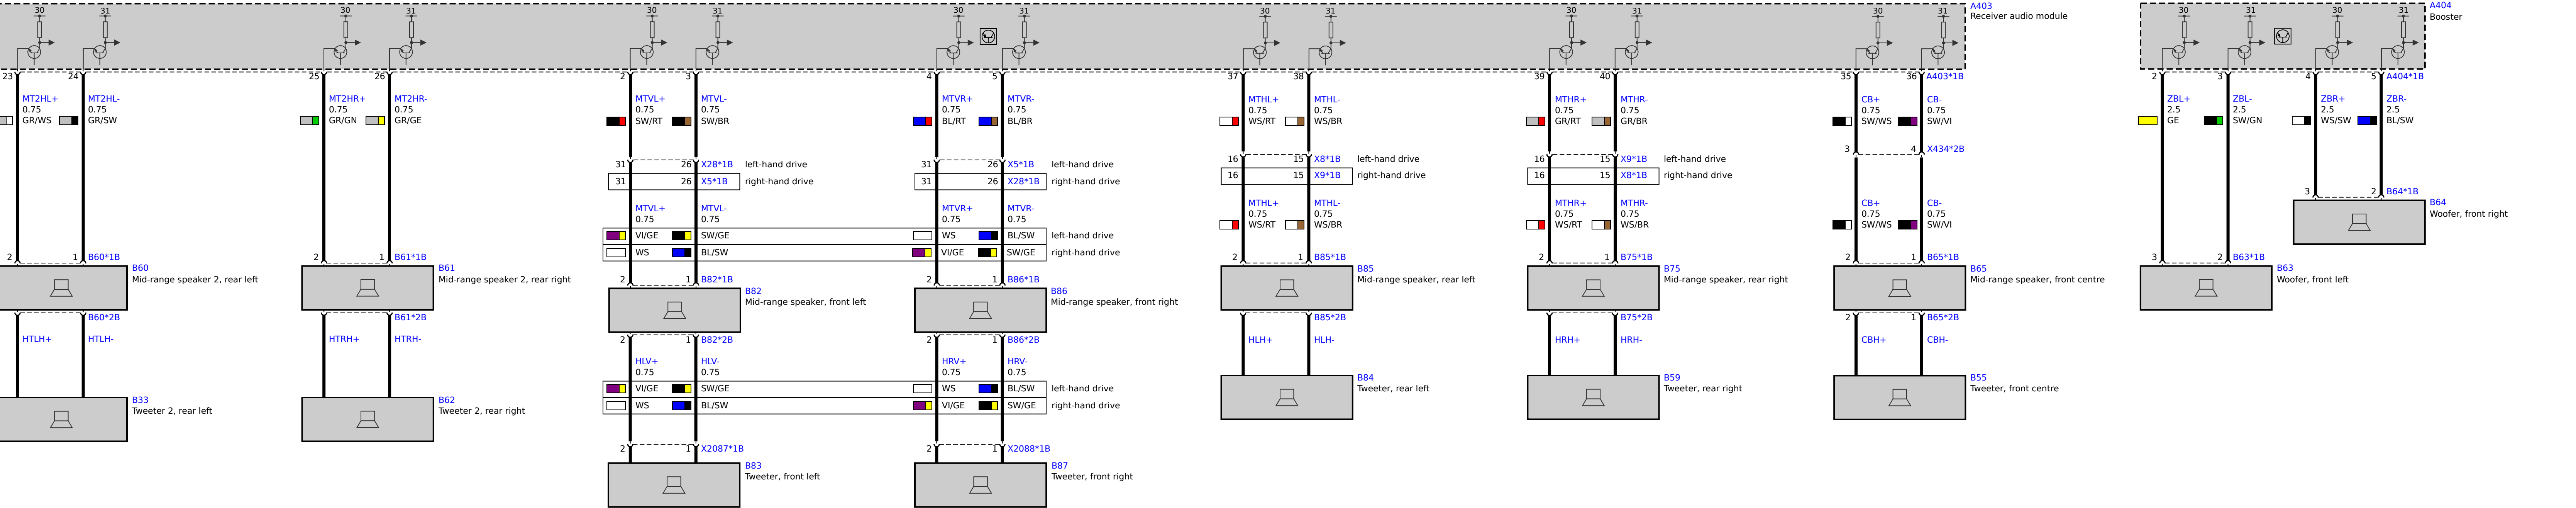 30 31 30 31 30 31 30 31 30 31 30 31 30 31 A403
Receiver audio module
30 31 30 31 A404
Booster
23 24 25 26 2 3 4 5 37 38 39 40 35 36 A403*1B
2 3 4 5 A404*1B
MT2HL+ MT2HL-
0.75 0.75
GR/WS GR/SW
MT2HR+ MT2HR-
0.75 0.75
GR/GN GR/GE
MTVL+ MTVL-
0.75 0.75
SW/RT SW/BR
MTVR+ MTVR-
0.75 0.75
BL/RT BL/BR
MTHL+ MTHL-
0.75 0.75
WS/RT WS/BR
MTHR+ MTHR-
0.75 0.75
GR/RT GR/BR
CB+ CB-
0.75 0.75
SW/WS SW/VI
ZBL+ ZBL-
2.5 2.5
GE SW/GN
ZBR+ ZBR-
2.5 2.5
WS/SW BL/SW
31 26 X28*1B left-hand drive
31 26 X5*1B right-hand drive
31 26 X5*1B left-hand drive
31 26 X28*1B right-hand drive
16 15 X8*1B left-hand drive
16 15 X9*1B right-hand drive
16 15 X9*1B left-hand drive
16 15 X8*1B right-hand drive
3 4 X434*2B
3 2 B64*1B
B64
Woofer, front right
MTVL+ MTVL-
0.75 0.75
MTVR+ MTVR-
0.75 0.75
VI/GE SW/GE WS BL/SW left-hand drive
WS BL/SW VI/GE SW/GE right-hand drive
MTHL+ MTHL-
0.75 0.75
WS/RT WS/BR
MTHR+ MTHR-
0.75 0.75
WS/RT WS/BR
CB+ CB-
0.75 0.75
SW/WS SW/VI
2 1 B60*1B
B60
Mid-range speaker 2, rear left
2 1 B61*1B
B61
Mid-range speaker 2, rear right
2 1 B82*1B
B82
Mid-range speaker, front left
2 1 B86*1B
B86
Mid-range speaker, front right
2 1 B85*1B
B85
Mid-range speaker, rear left
2 1 B75*1B
B75
Mid-range speaker, rear right
2 1 B65*1B
B65
Mid-range speaker, front centre
3 2 B63*1B
B63
Woofer, front left
B60*2B
HTLH+ HTLH-
B61*2B
HTRH+ HTRH-
2 1 B82*2B
HLV+ HLV-
0.75 0.75
2 1 B86*2B
HRV+ HRV-
0.75 0.75
VI/GE SW/GE WS BL/SW left-hand drive
WS BL/SW VI/GE SW/GE right-hand drive
B85*2B
HLH+ HLH-
B75*2B
HRH+ HRH-
2 1 B65*2B
CBH+ CBH-
B33
Tweeter 2, rear left
B62
Tweeter 2, rear right
B84
Tweeter, rear left
B59
Tweeter, rear right
B55
Tweeter, front centre
2 1 X2087*1B
B83
Tweeter, front left
2 1 X2088*1B
B87
Tweeter, front right